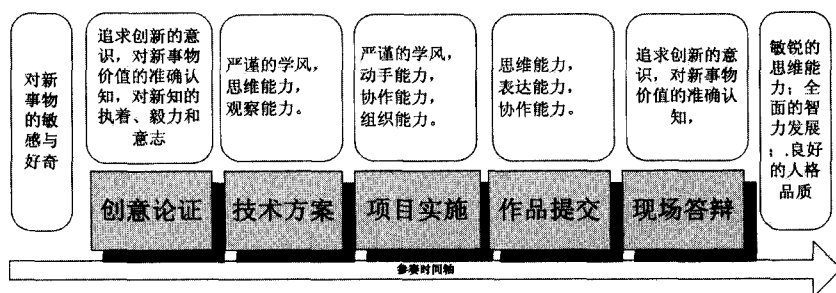 对新
事物
的敏
感与
好奇
追求创新的意
识，对新事物
价值的准确认
知，对新知的
执着、毅力和
意志
严谨的学风，
思维能力，
观察能力。
严谨的学风，
动手能力，
协作能力，
组织能力。
思维能力，
表达能力，
协作能力。
追求创新的意
识，对新事物
价值的准确认
知，
敏锐的
思维能
力；全
面的智
力发展
；.良好
的人格
品质
创意论证
技术方案
项目实施
作品提交
现场答辩
参赛时间轴